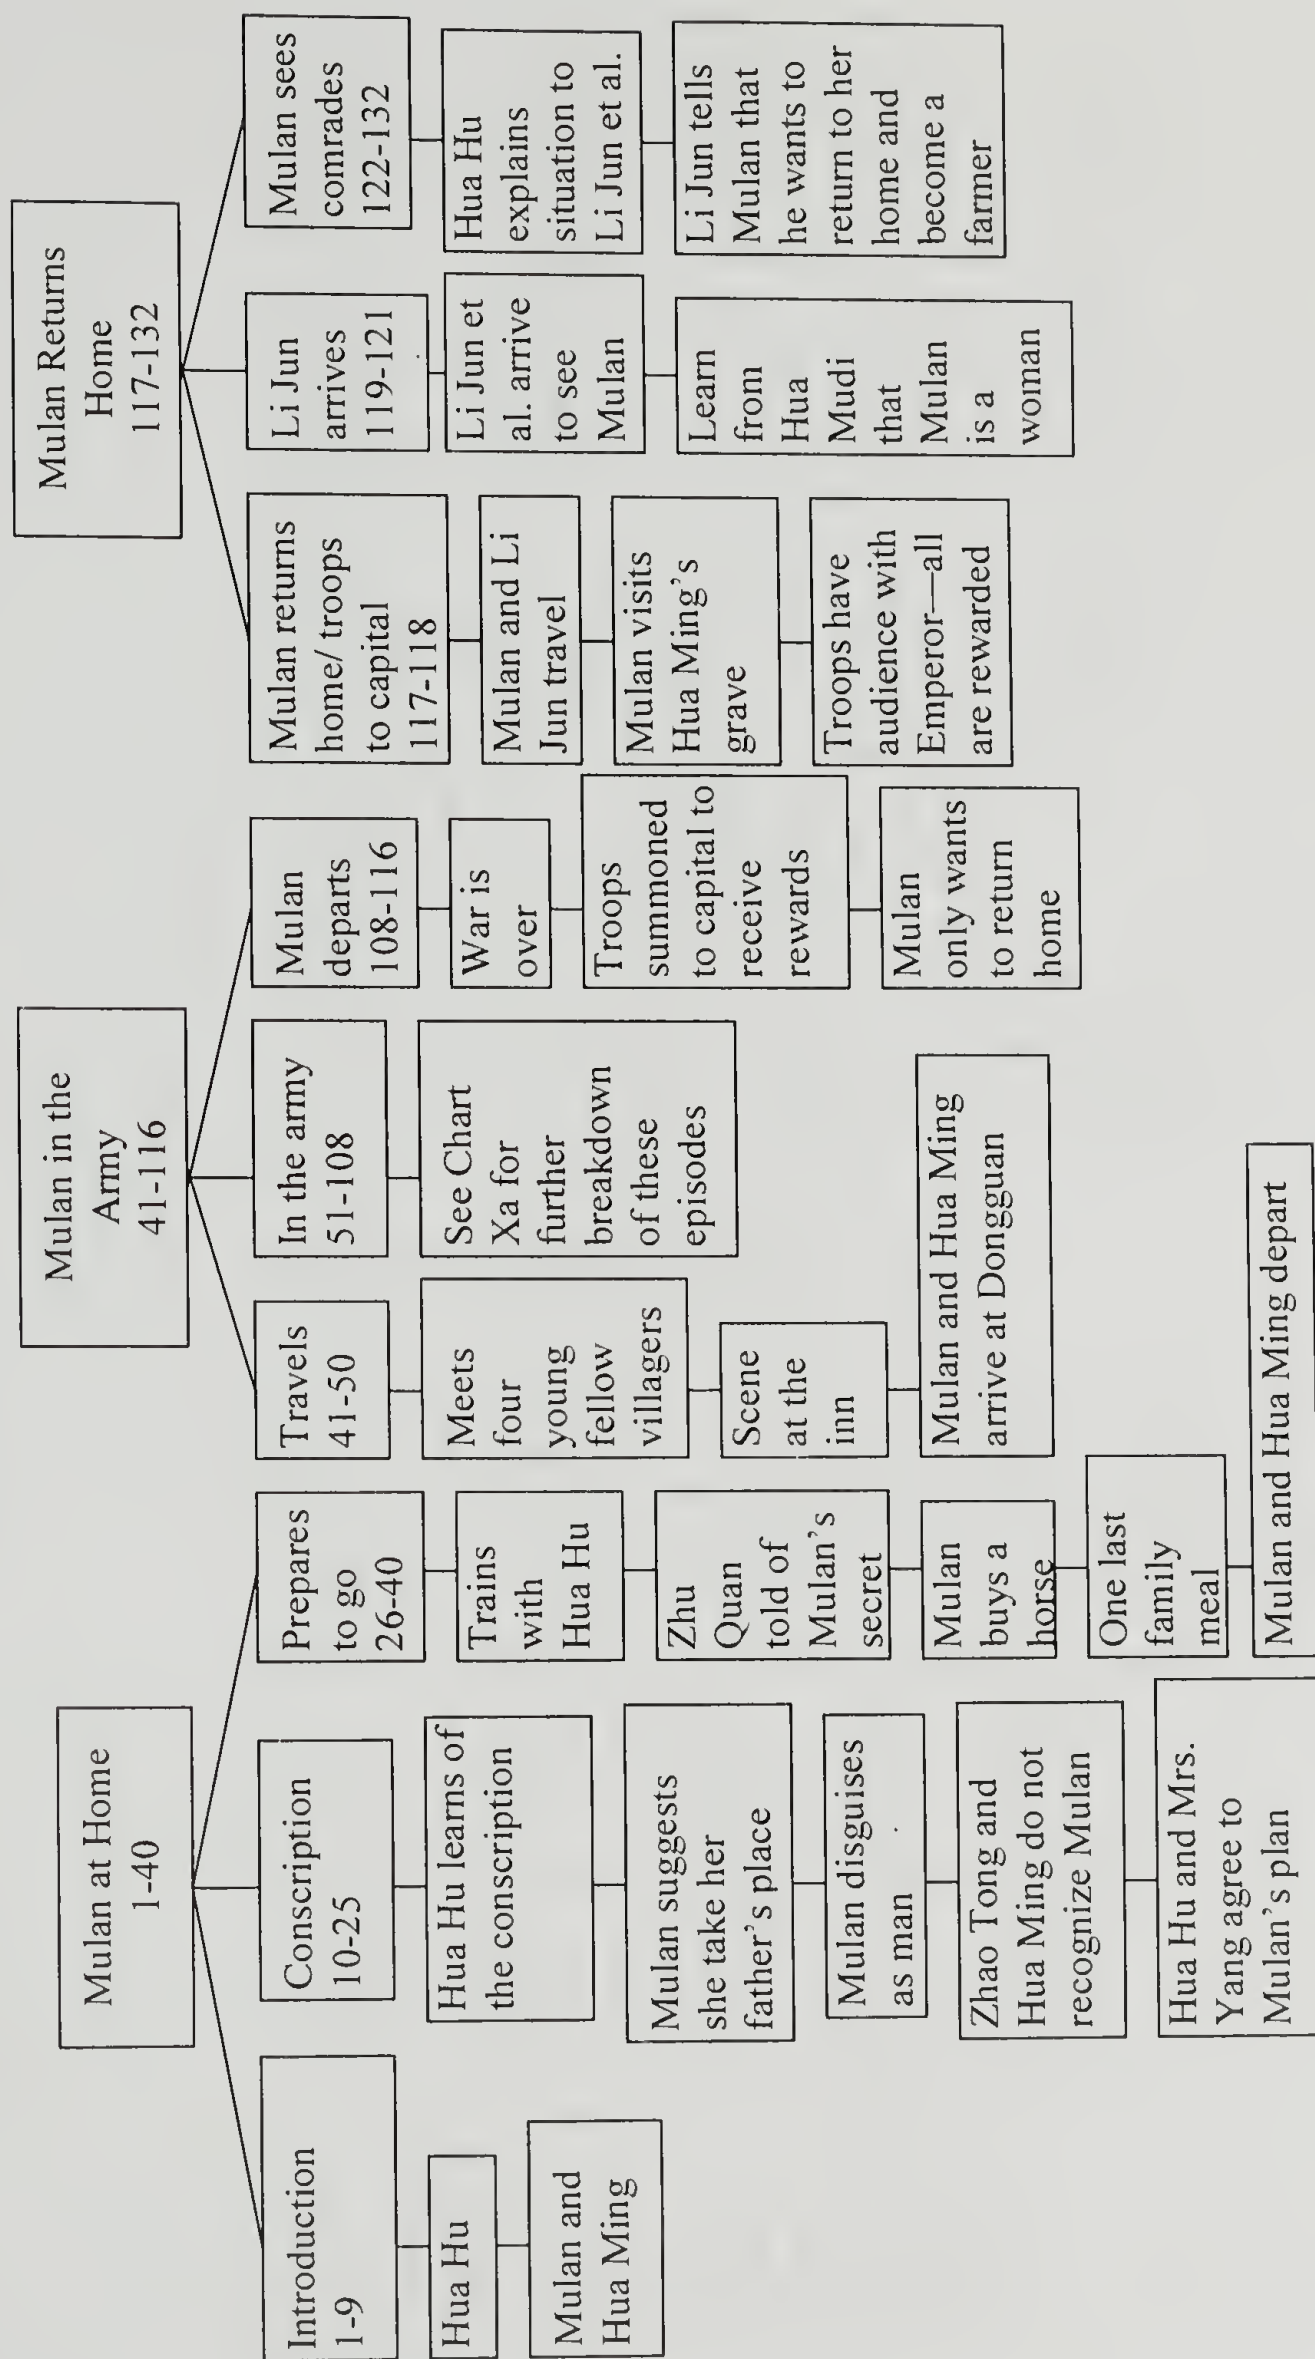 Mulan at Home
1-40
Introduction
1-9
Hua Hu
Mulan and
Hua Ming
Conscription
10-25
Hua Hu learns of
the conscription
Mulan suggests
she take her
father's place
Mulan disguises
as man
Zhao Tong and
Hua Ming do not
recognize Mulan
Hua Hu and Mrs.
Yang agree to
Mulan's plan
Prepares
to go
26-40
Trains
with
Hua Hu
Zhu
Quan
told of
Mulan's
secret
Mulan
buys a
horse
One last
family
meal
Mulan and Hua Ming depart
Mulan in the
Army
41-116
Travels
41-50
Meets
four
young
fellow
villagers
Scene
at the
inn
Mulan and Hua Ming
arrive at Dongguan
In the army
51-108
See Chart
Xa for
further
breakdown
of these
episodes
Mulan
departs
108-116
War is
over
Troops
summoned
to capital to
receive
rewards
Mulan
only wants
to return
home
Mulan Returns
Home
117-132
Mulan returns
home/ troops
to capital
117-118
Mulan and Li
Jun travel
Mulan visits
Hua Ming's
grave
Troops have
audience with
Emperor—all
are rewarded
Li Jun
arrives
119-121
Li Jun et
al. arrive
to see
Mulan
Learn
from
Hua
Mudi
that
Mulan
is a
woman
Mulan sees
comrades
122-132
Hua Hu
explains
situation to
Li Jun et al.
Li Jun tells
Mulan that
he wants to
return to her
home and
become a
farmer